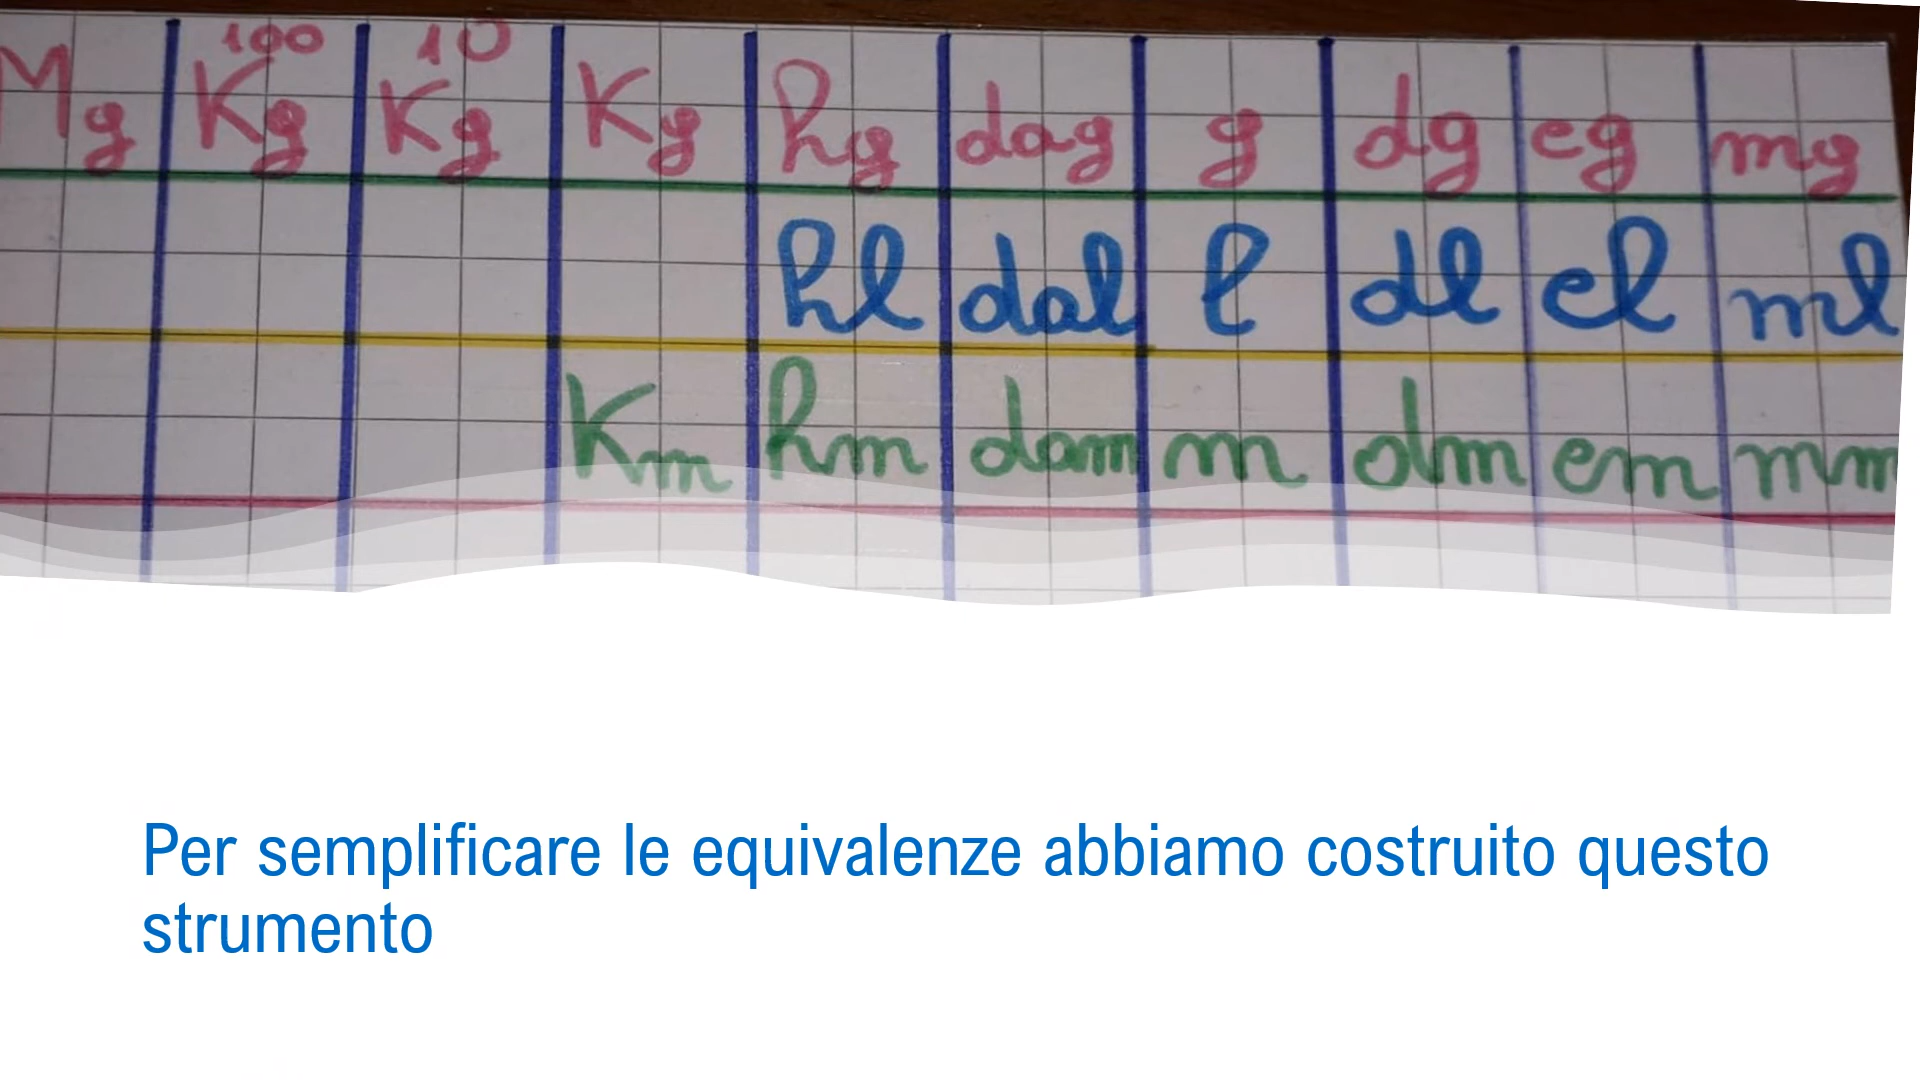 Mg 100 Kg 10 Kg Kg hg dag g dg cg mg
hl dal l dl cl ml
Km hm dam m dm cm mm
Per semplificare le equivalenze abbiamo costruito questo
strumento